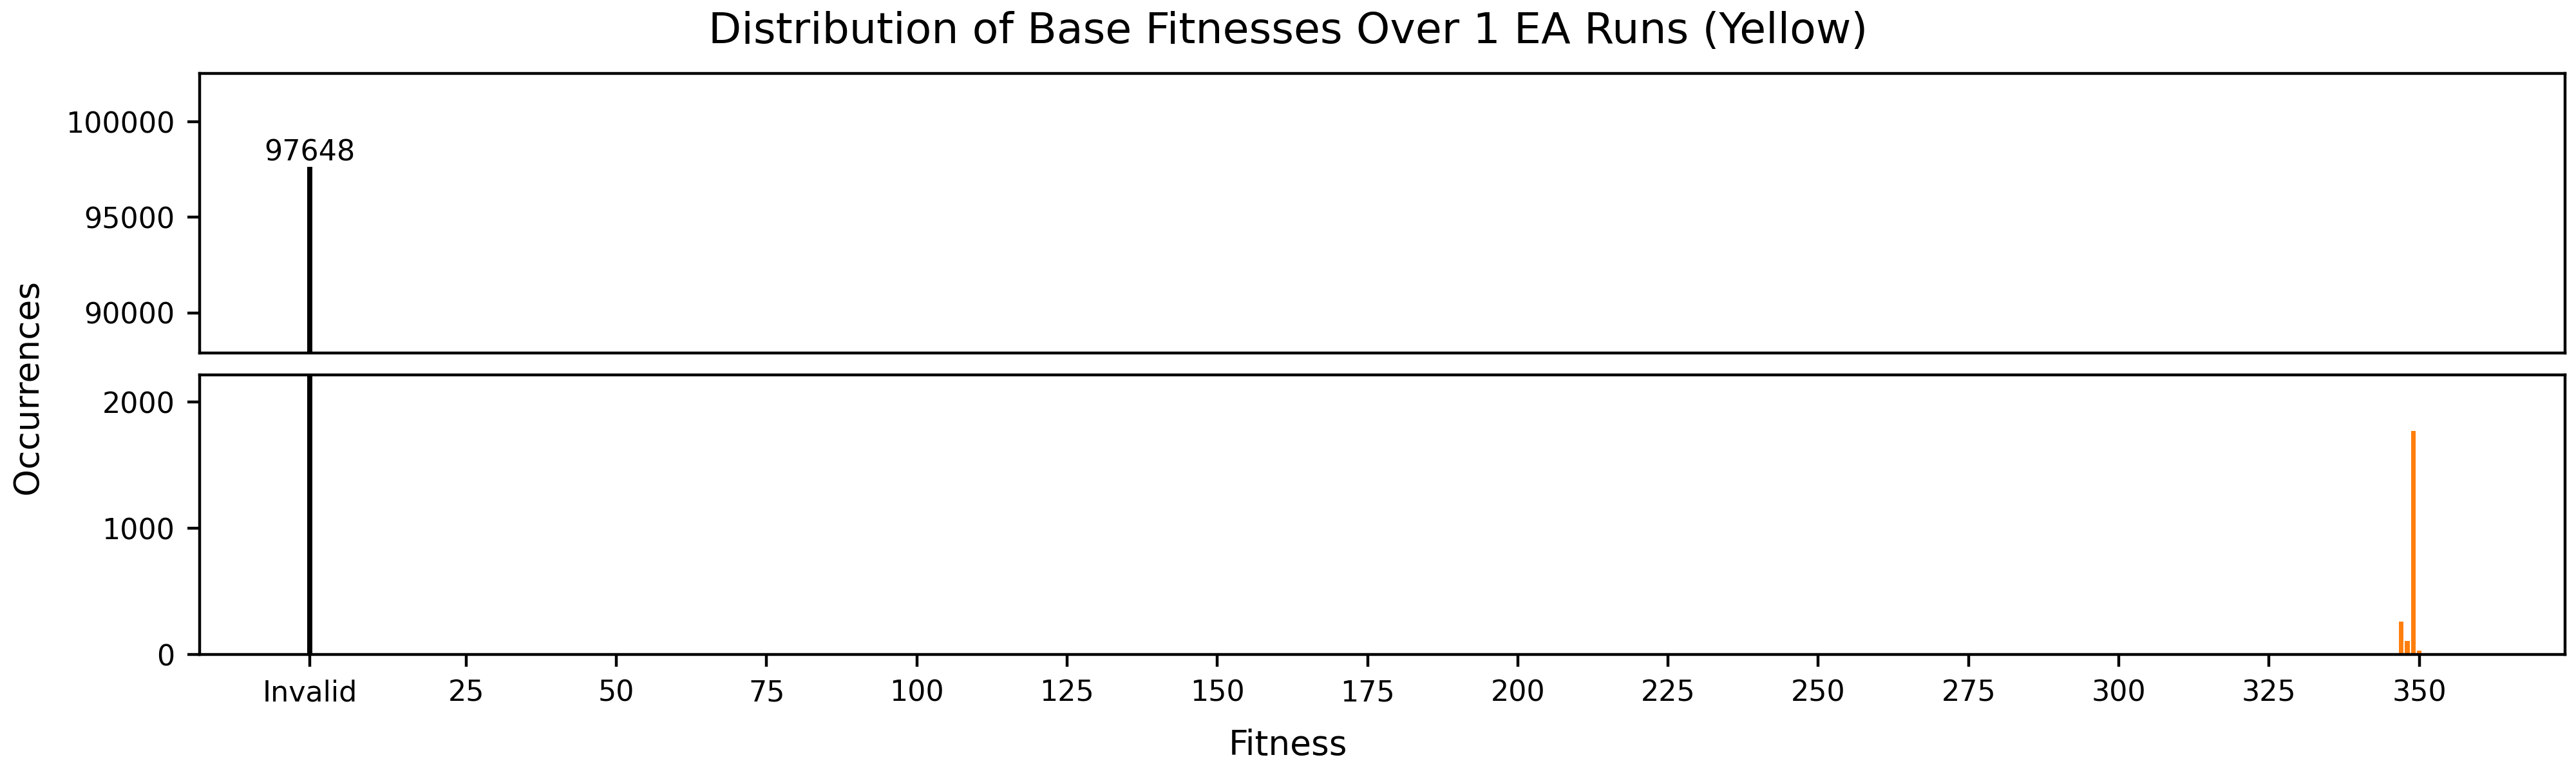 Distribution of Base Fitnesses Over 1 EA Runs (Yellow)
100000
97648
95000
90000
Occurrences
2000
1000
0
Invalid 25 50 75 100 125 150 175 200 225 250 275 300 325 350
Fitness